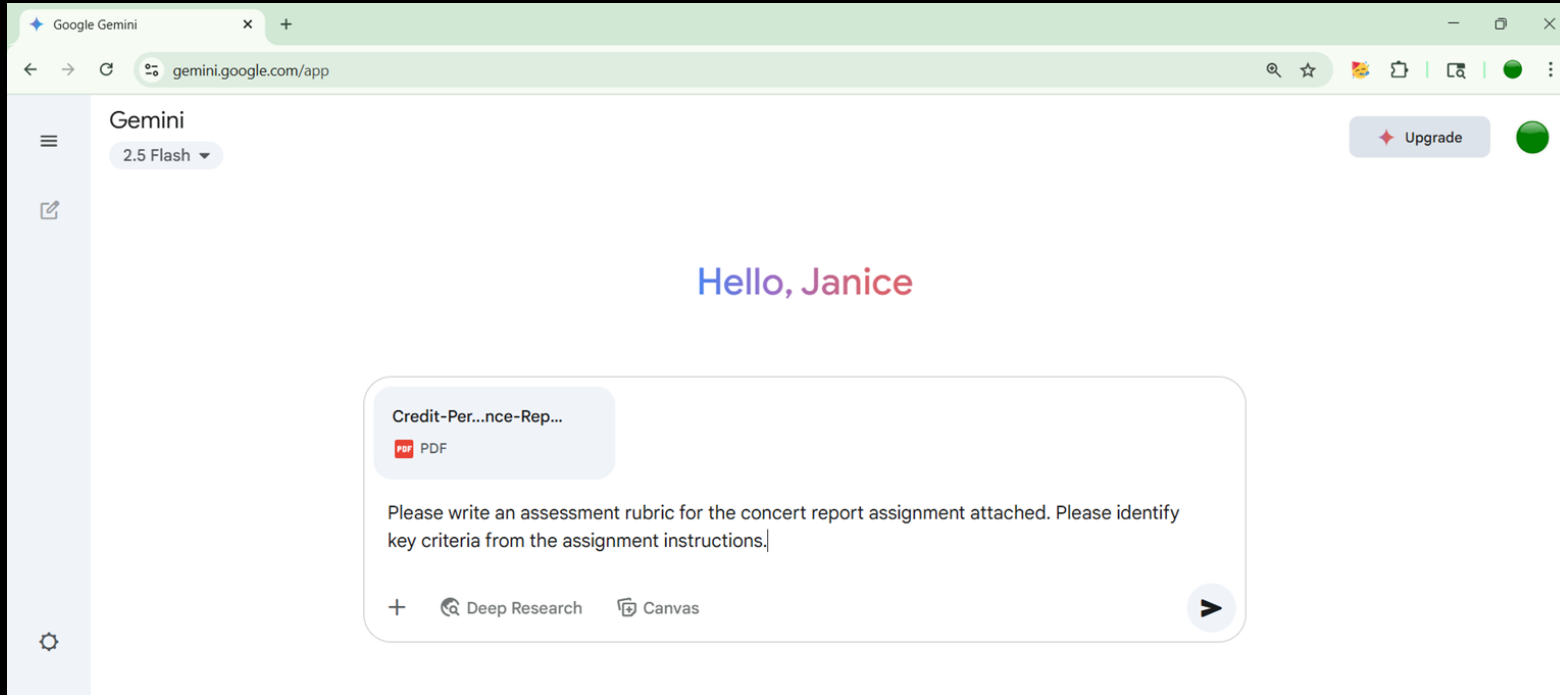 Google Gemini
gemini.google.com/app
Gemini
2.5 Flash
Upgrade
Hello, Janice
Credit-Per...nce-Rep...
PDF PDF
Please write an assessment rubric for the concert report assignment attached. Please identify
key criteria from the assignment instructions.
Deep Research Canvas